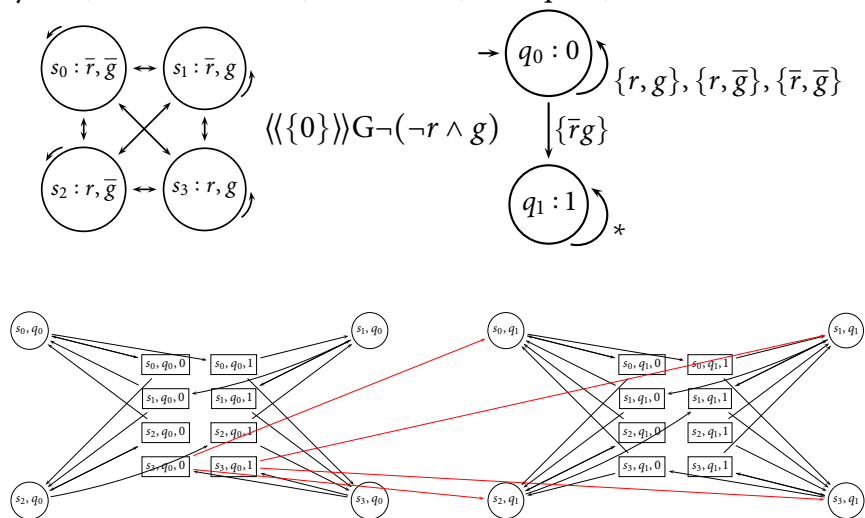 s₀ : r̅, g̅
s₁ : r̅, g
q₀ : 0
{r, g}, {r, g̅}, {r̅, g̅}
⟨⟨{0}⟩⟩G¬(¬r ∧ g)
{r̅g}
s₂ : r, g̅
s₃ : r, g
q₁ : 1
*
s₀, q₀
s₁, q₀
s₀, q₁
s₁, q₁
s₀, q₀, 0
s₀, q₀, 1
s₀, q₁, 0
s₀, q₁, 1
s₁, q₀, 0
s₁, q₀, 1
s₁, q₁, 0
s₁, q₁, 1
s₂, q₀, 0
s₂, q₀, 1
s₂, q₁, 0
s₂, q₁, 1
s₃, q₀, 0
s₃, q₀, 1
s₃, q₁, 0
s₃, q₁, 1
s₂, q₀
s₃, q₀
s₂, q₁
s₃, q₁